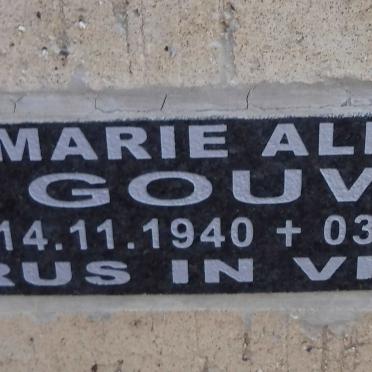 MARIE AL
GOUV
14.11.1940 + 03
RUS IN V